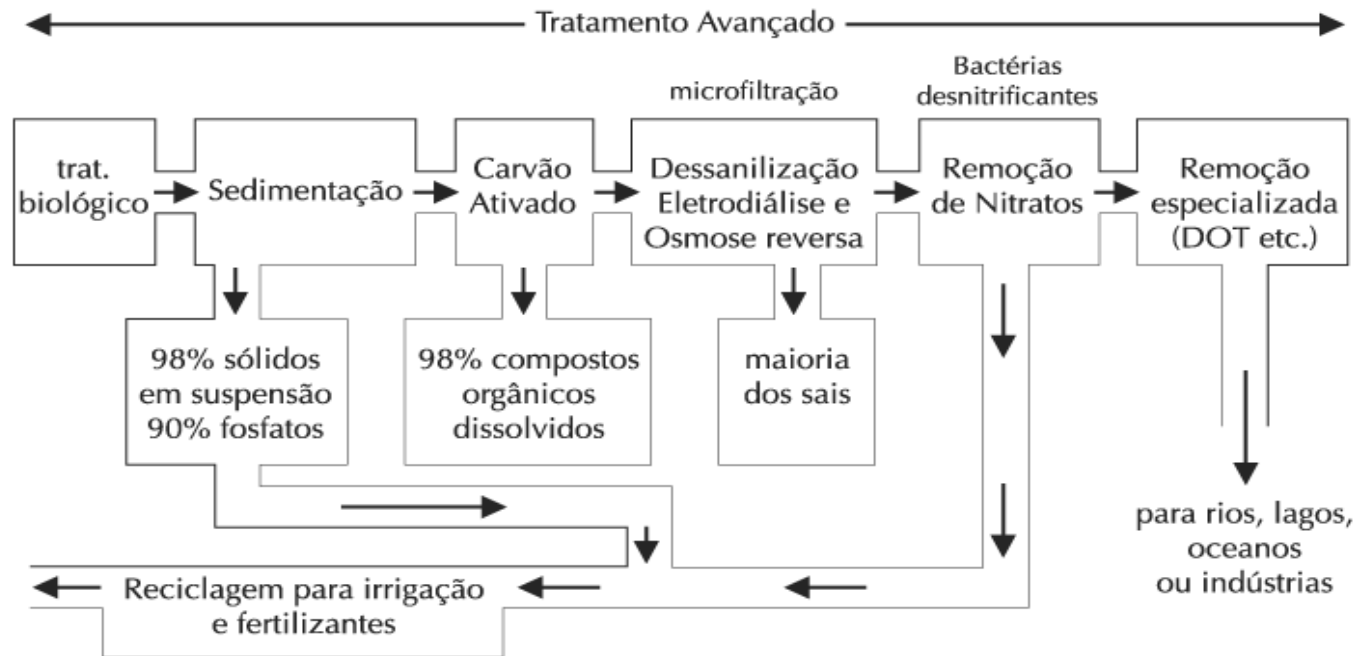 Tratamento Avançado
microfiltração
Bactérias
desnitrificantes
trat.
biológico
Sedimentação
Carvão
Ativado
Dessanilização
Eletrodiálise e
Osmose reversa
Remoção
de Nitratos
Remoção
especializada
(DOT etc.)
98% sólidos
em suspensão
90% fosfatos
98% compostos
orgânicos
dissolvidos
maioria
dos sais
para rios, lagos,
oceanos
ou indústrias
Reciclagem para irrigação
e fertilizantes